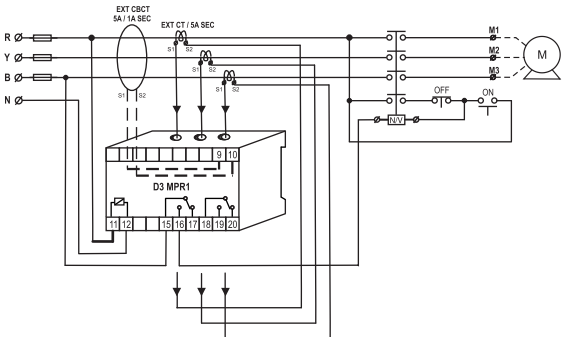 EXT CBCT
5A / 1A SEC
EXT CT / 5A SEC
R
Y
B
N
S1 S2
S1 S2
S1 S2
S1 S2
M1
M2
M3
M
OFF
ON
N/V
9 10
D3 MPR1
11 12 15 16 17 18 19 20